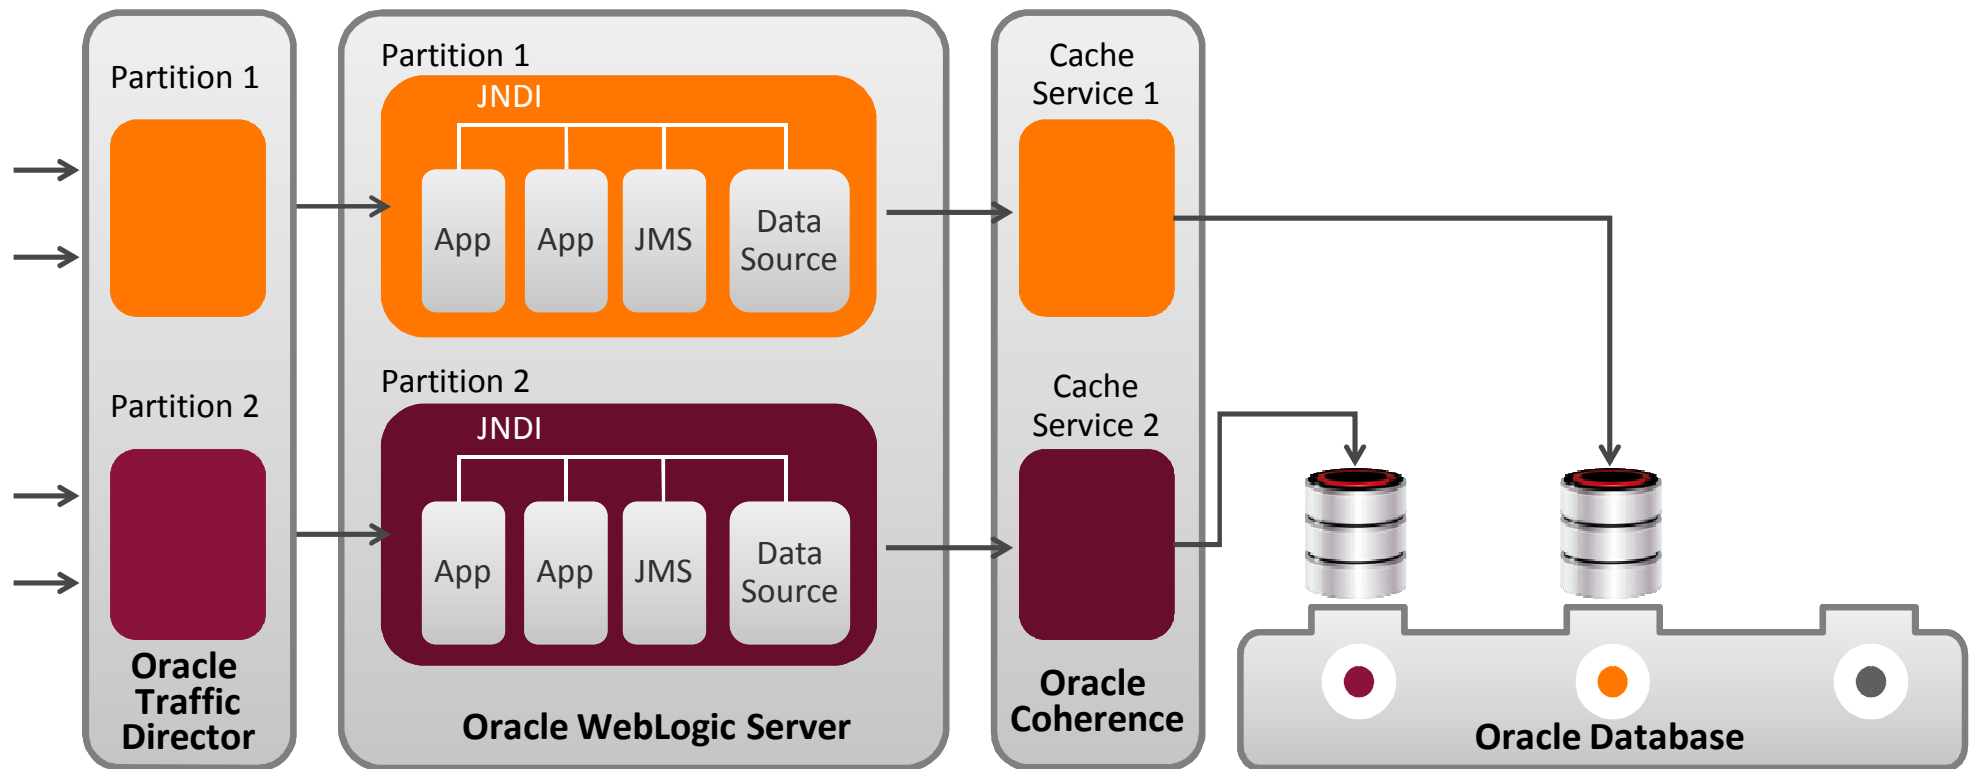 Partition 1
Partition 2
Oracle
Traffic
Director
Partition 1
JNDI
App
App
JMS
Data
Source
Partition 2
JNDI
App
App
JMS
Data
Source
Oracle WebLogic Server
Cache
Service 1
Cache
Service 2
Oracle
Coherence
Oracle Database